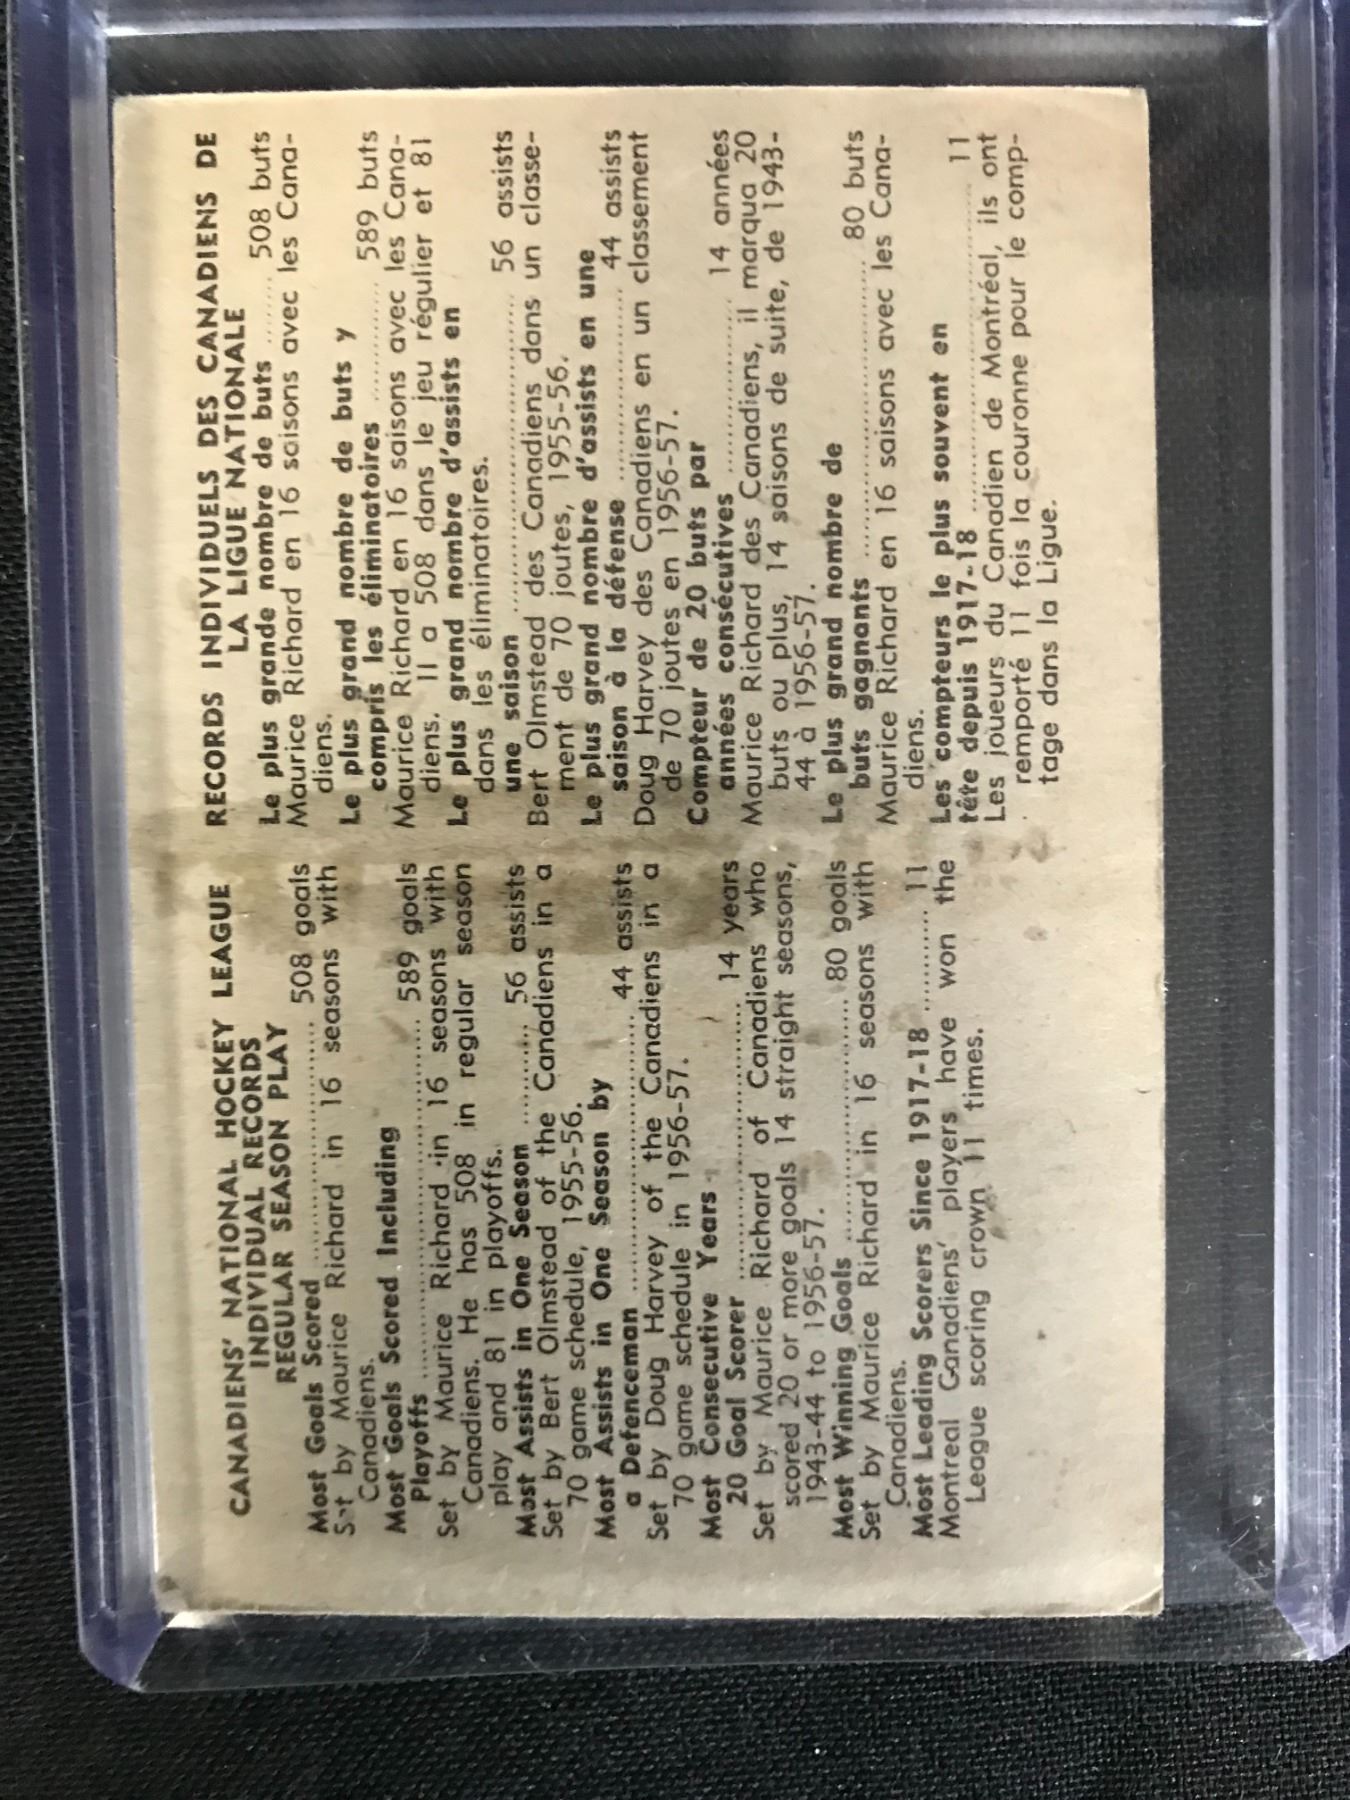 CANADIENS' NATIONAL HOCKEY LEAGUE
INDIVIDUAL RECORDS
REGULAR SEASON PLAY
Most Goals Scored .................... 508 goals
Set by Maurice Richard in 16 seasons with
Canadiens.
Most Goals Scored Including
Playoffs .............................. 589 goals
Set by Maurice Richard in 16 seasons with
Canadiens. He has 508 in regular season
play and 81 in playoffs.
Most Assists in One Season .......... 56 assists
Set by Bert Olmstead of the Canadiens in a
70 game schedule, 1955-56.
Most Assists in One Season by
a Defenceman ...................... 44 assists
Set by Doug Harvey of the Canadiens in a
70 game schedule in 1956-57.
Most Consecutive Years
20 Goal Scorer ...................... 14 years
Set by Maurice Richard of Canadiens who
scored 20 or more goals 14 straight seasons,
1943-44 to 1956-57.
Most Winning Goals .................. 80 goals
Set by Maurice Richard in 16 seasons with
Canadiens.
Most Leading Scorers Since 1917-18 .......... 11
Montreal Canadiens' players have won the
League scoring crown 11 times.
RECORDS INDIVIDUELS DES CANADIENS DE
LA LIGUE NATIONALE
Le plus grande nombre de buts ....... 508 buts
Maurice Richard en 16 saisons avec les Cana-
diens.
Le plus grand nombre de buts y
compris les éliminatoires ........... 589 buts
Maurice Richard en 16 saisons avec les Cana-
diens. Il a 508 dans le jeu régulier et 81
Le plus grand nombre d'assists en
dans les éliminatoires.
une saison ........................... 56 assists
Bert Olmstead des Canadiens dans un classe-
ment de 70 joutes, 1955-56.
Le plus grand nombre d'assists en une
saison à la défense ................. 44 assists
Doug Harvey des Canadiens en un classement
de 70 joutes en 1956-57.
Compteur de 20 buts par
années consécutives ................. 14 années
Maurice Richard des Canadiens, il marqua 20
buts ou plus, 14 saisons de suite, de 1943-
44 à 1956-57.
Le plus grand nombre de
buts gagnants ......................... 80 buts
Maurice Richard en 16 saisons avec les Cana-
diens.
Les compteurs le plus souvent en
tête depuis 1917-18 ......................... 11
Les joueurs du Canadien de Montréal, ils ont
remporté 11 fois la couronne pour le comp-
tage dans la Ligue.